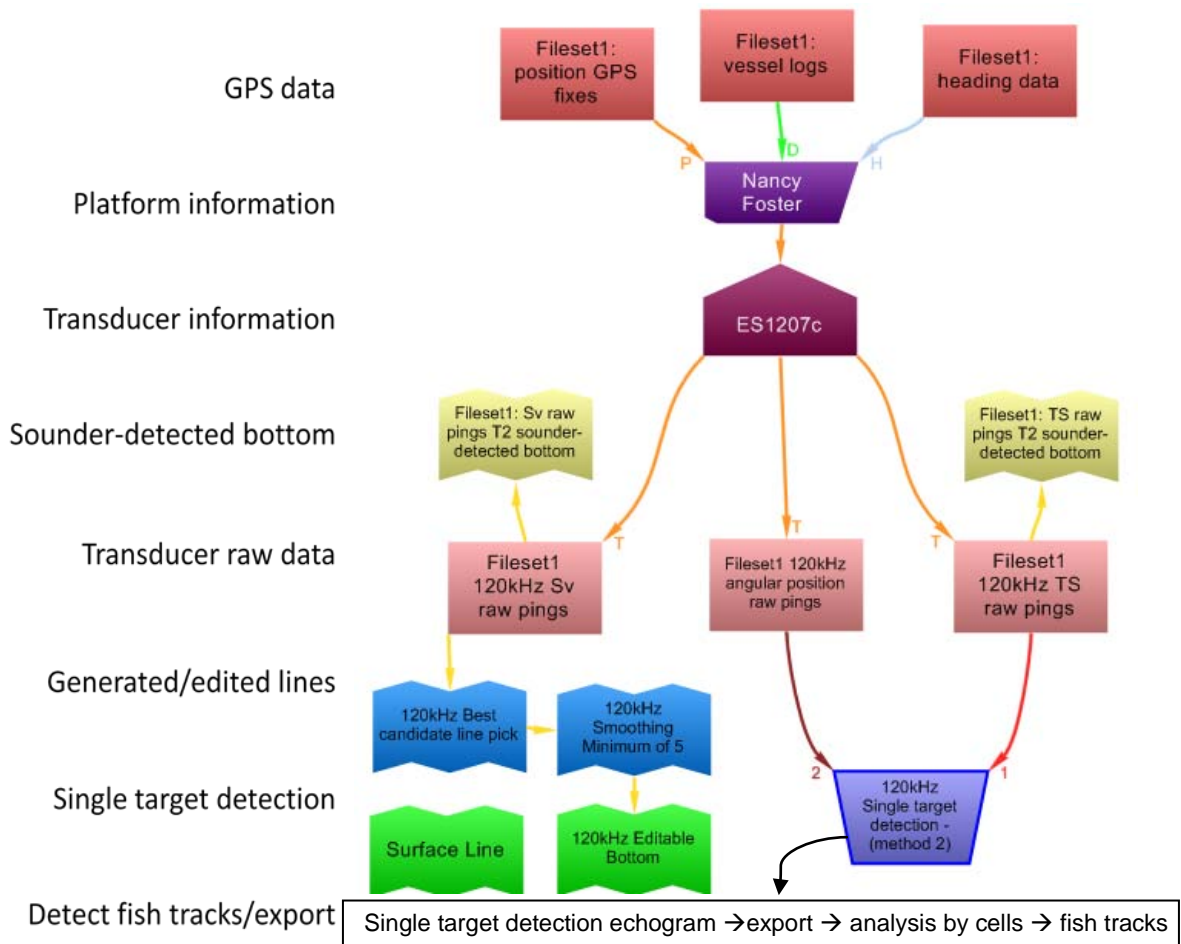 GPS data
Fileset1:
position GPS
fixes
Fileset1:
vessel logs
Fileset1:
heading data
P
D
H
Platform information
Nancy
Foster
Transducer information
ES1207c
Sounder-detected bottom
Fileset1: Sv raw
pings T2 sounder-
detected bottom
Fileset1: TS raw
pings T2 sounder-
detected bottom
Transducer raw data
T
T
T
Fileset1
120kHz Sv
raw pings
Fileset1 120kHz
angular position
raw pings
Fileset1
120kHz TS
raw pings
Generated/edited lines
120kHz Best
candidate line pick
120kHz
Smoothing
Minimum of 5
2
1
Single target detection
120kHz
Single target
detection -
(method 2)
Surface Line
120kHz Editable
Bottom
Detect fish tracks/export
Single target detection echogram →export → analysis by cells → fish tracks